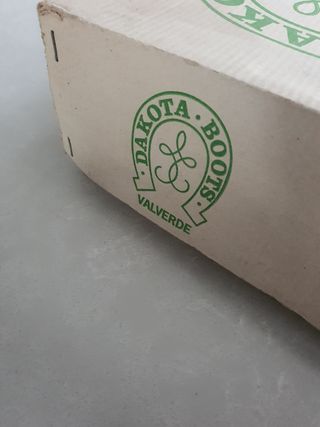 · DAKOTA · BOOTS ·
VALVERDE